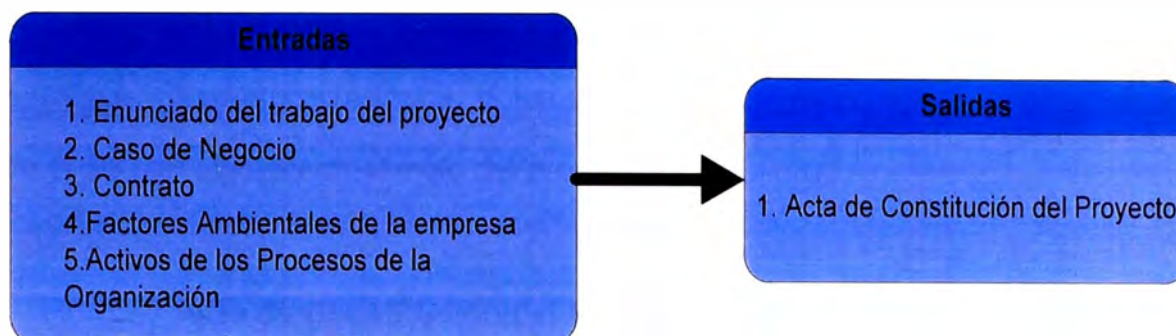 Entradas
1. Enunciado del trabajo del proyecto
2. Caso de Negocio
3. Contrato
4.Factores Ambientales de la empresa
5.Activos de los Procesos de la
Organización
Salidas
1. Acta de Constitución del Proyecto